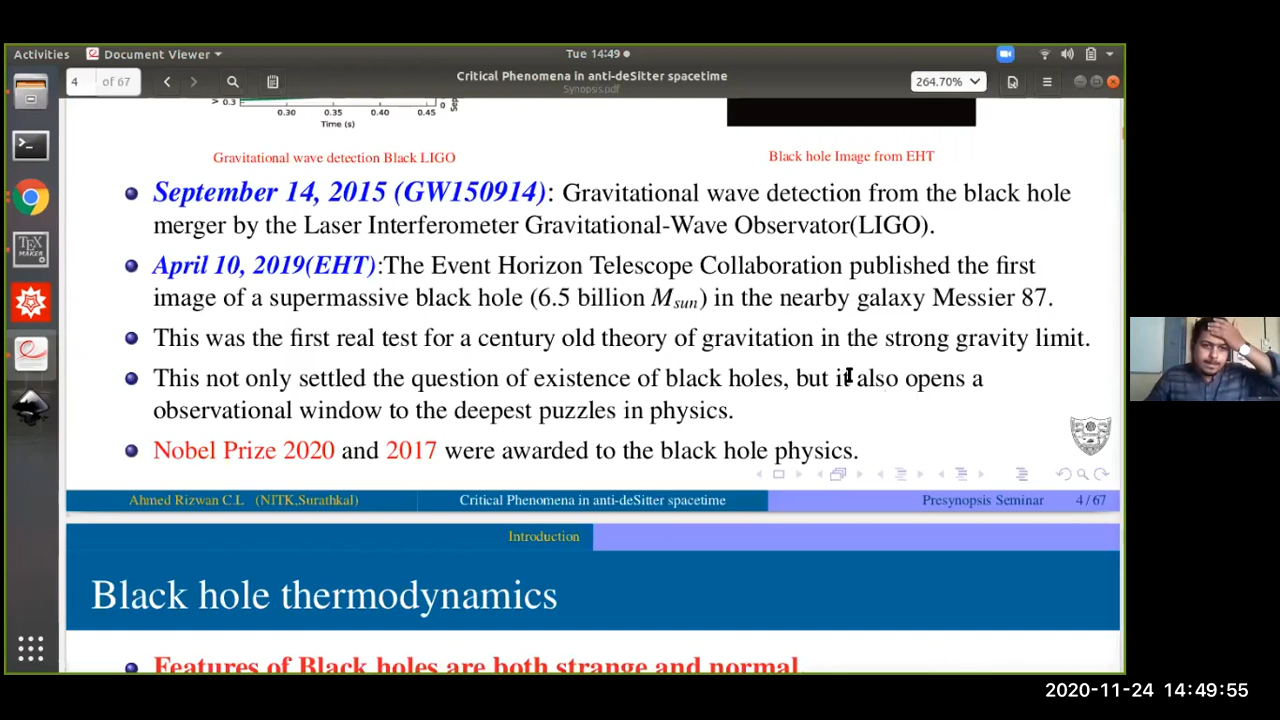 Activities Document Viewer Tue 14:49
4 of 67 Critical Phenomena in anti-deSitter spacetime 264.70%
Synopsis.pdf
0.3 0
0.30 0.35 0.40 0.45
Time (s)
Gravitational wave detection Black LIGO
Black hole Image from EHT
September 14, 2015 (GW150914): Gravitational wave detection from the black hole
merger by the Laser Interferometer Gravitational-Wave Observator(LIGO).
April 10, 2019(EHT):The Event Horizon Telescope Collaboration published the first
image of a supermassive black hole (6.5 billion Msun) in the nearby galaxy Messier 87.
This was the first real test for a century old theory of gravitation in the strong gravity limit.
This not only settled the question of existence of black holes, but it also opens a
observational window to the deepest puzzles in physics.
Nobel Prize 2020 and 2017 were awarded to the black hole physics.
Ahmed Rizwan C.L (NITK,Surathkal) Critical Phenomena in anti-deSitter spacetime Presynopsis Seminar 4 / 67
Introduction
Black hole thermodynamics
Features of Black holes are both strange and normal.
TEX
MAKER
2020-11-24 14:49:55